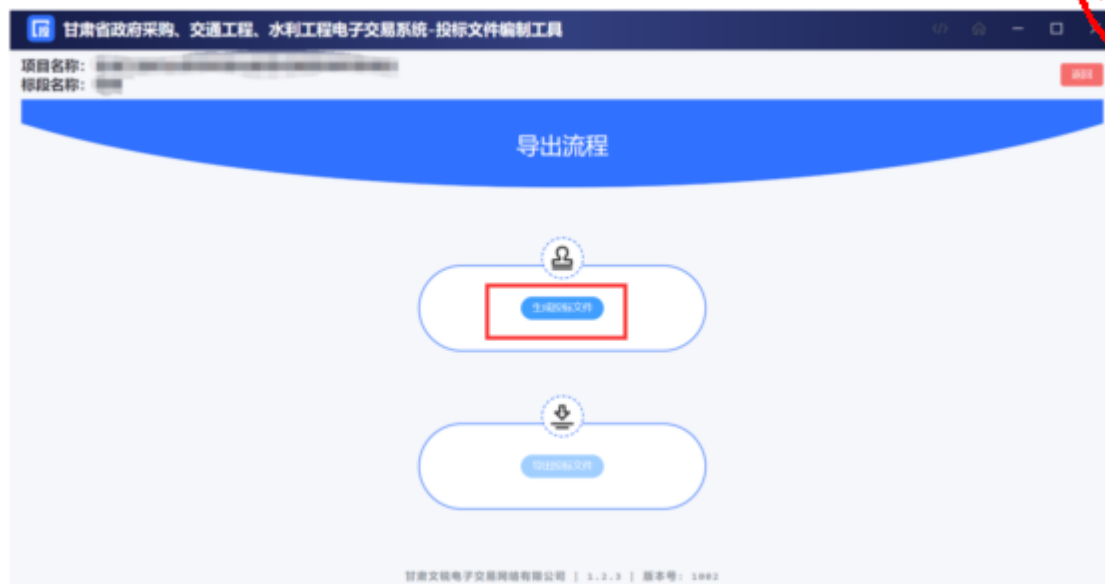 甘肃省政府采购、交通工程、水利工程电子交易系统-投标文件编制工具
项目名称：
标段名称：
返回
导出流程
生成投标文件
导出投标文件
甘肃文锐电子交易网络有限公司 | 1.2.3 | 版本号: 1002